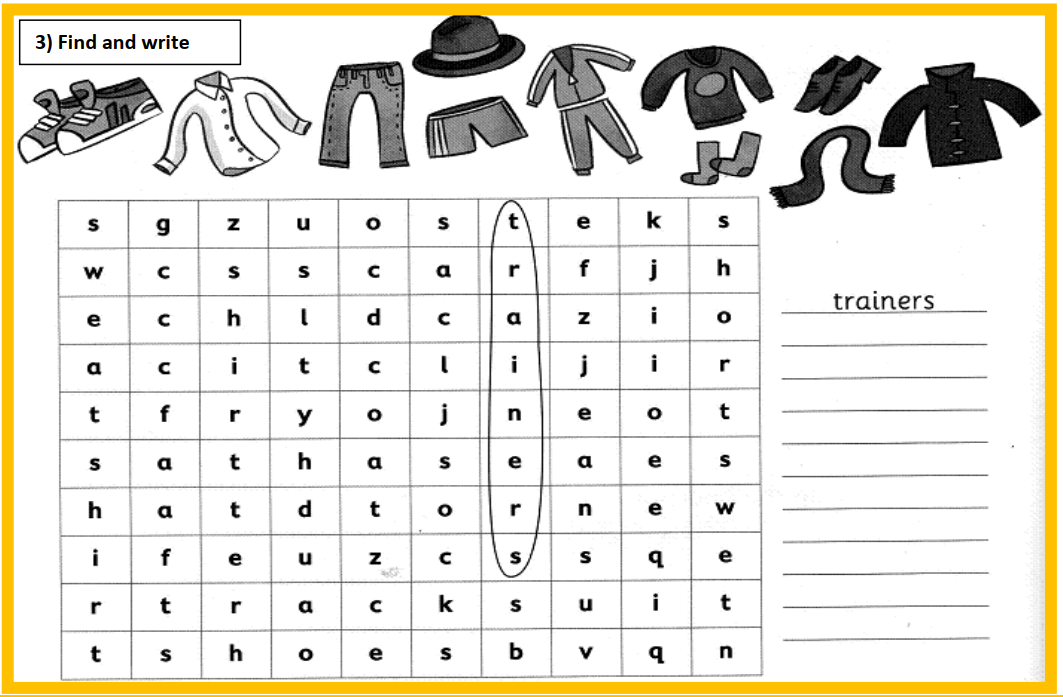 3) Find and write
s g z u o s t e k s
w c s s c a r f j h
e c h l d c a z i o
a c i t c l i j i r
t f r y o j n e o t
s a t h a s e a e s
h a t d t o r n e w
i f e u z c s s q e
r t r a c k s u i t
t s h o e s b v q n
trainers